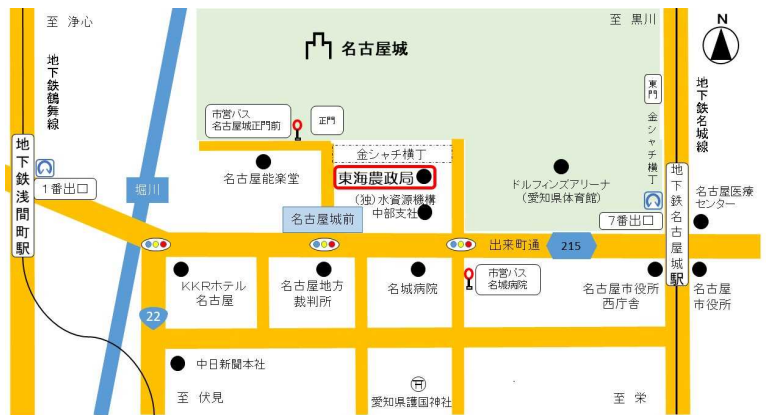 至 浄心
至 黒川
N
名古屋城
地下鉄鶴舞線
東門
地下鉄名城線
市営バス
名古屋城正門前
正門
金シャチ横丁
地下鉄浅間町駅
金シャチ横丁
東海農政局
名古屋能楽堂
ドルフィンズアリーナ
(愛知県体育館)
地下鉄名古屋城駅
1番出口
堀川
(独)水資源機構
中部支社
名古屋医療
センター
名古屋城前
7番出口
出来町通
215
KKRホテル
名古屋
名古屋地方
裁判所
名城病院
市営バス
名城病院
名古屋市役所
西庁舎
名古屋
市役所
22
中日新聞本社
至 伏見
愛知県護国神社
至 栄